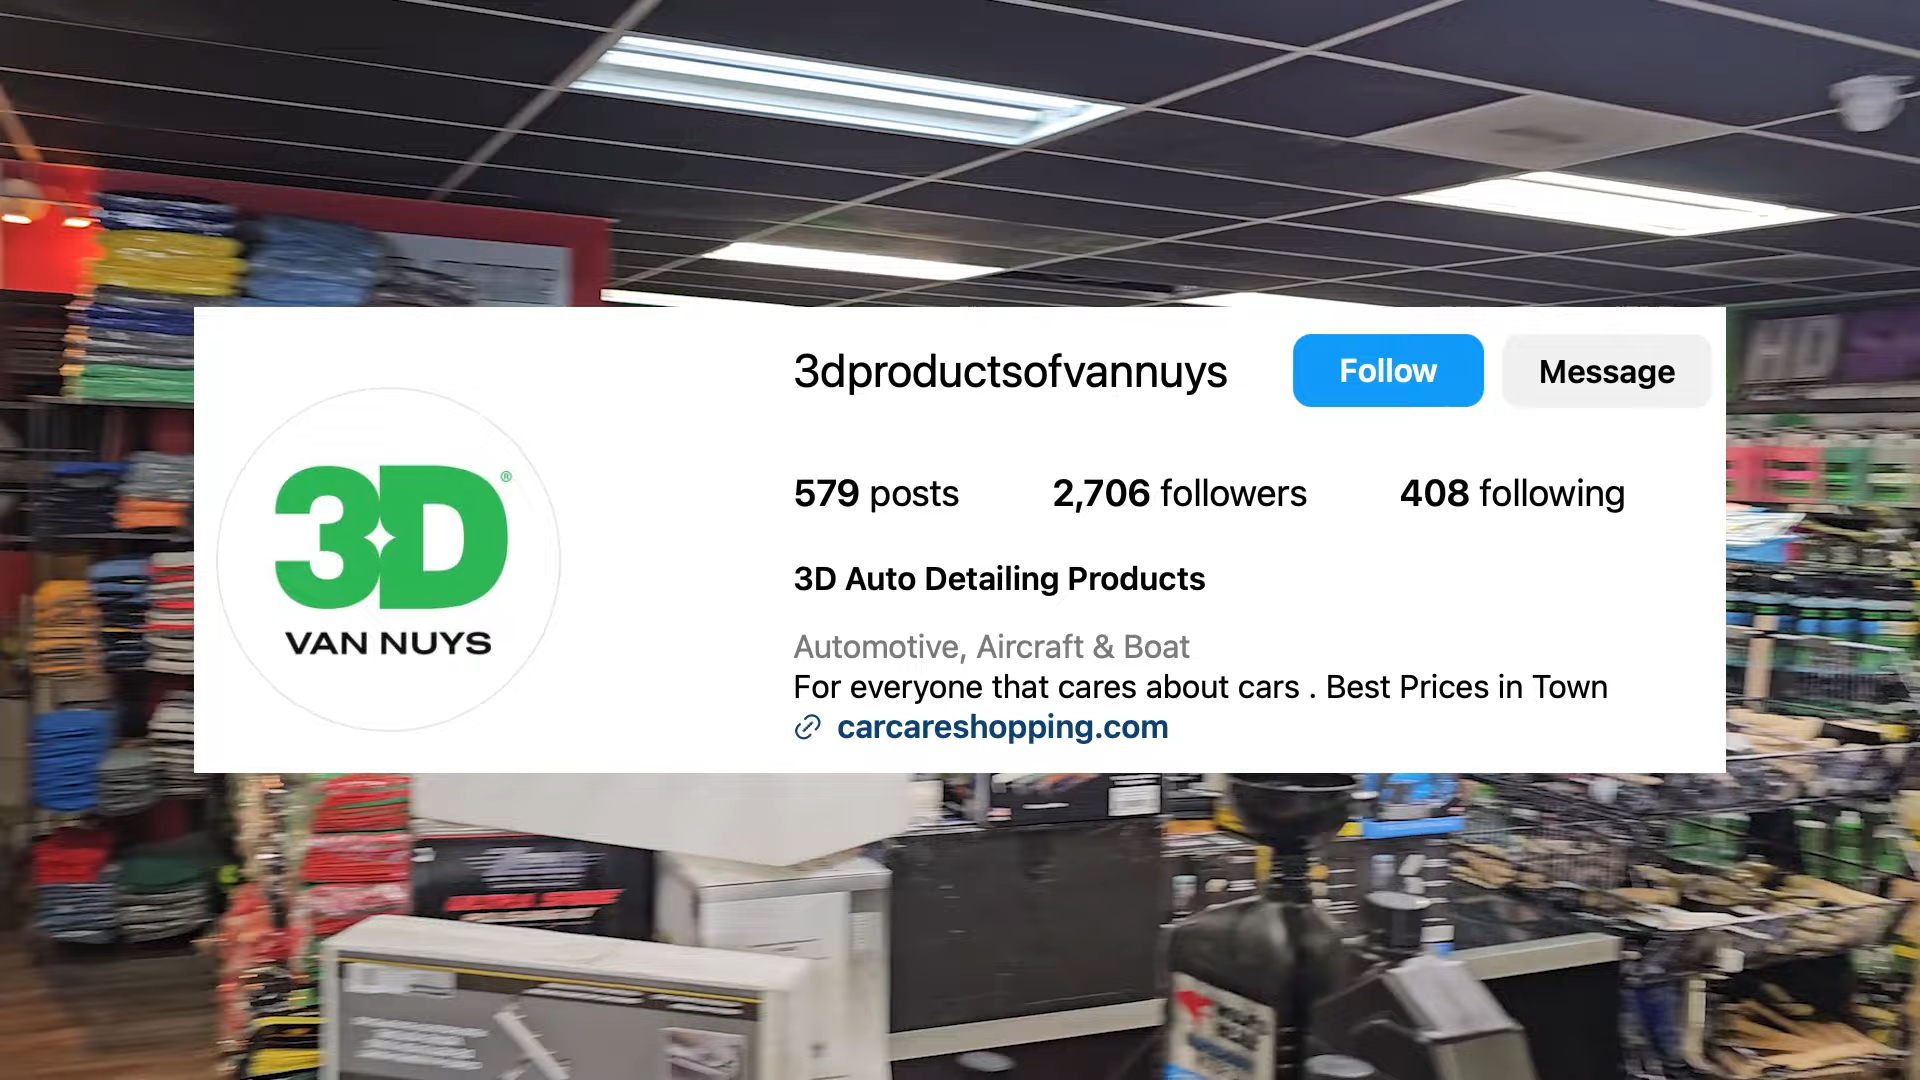 3dproductsofvannuys
Follow
Message
579 posts
2,706 followers
408 following
3D®
VAN NUYS
3D Auto Detailing Products
Automotive, Aircraft & Boat
For everyone that cares about cars . Best Prices in Town
carcareshopping.com
HD